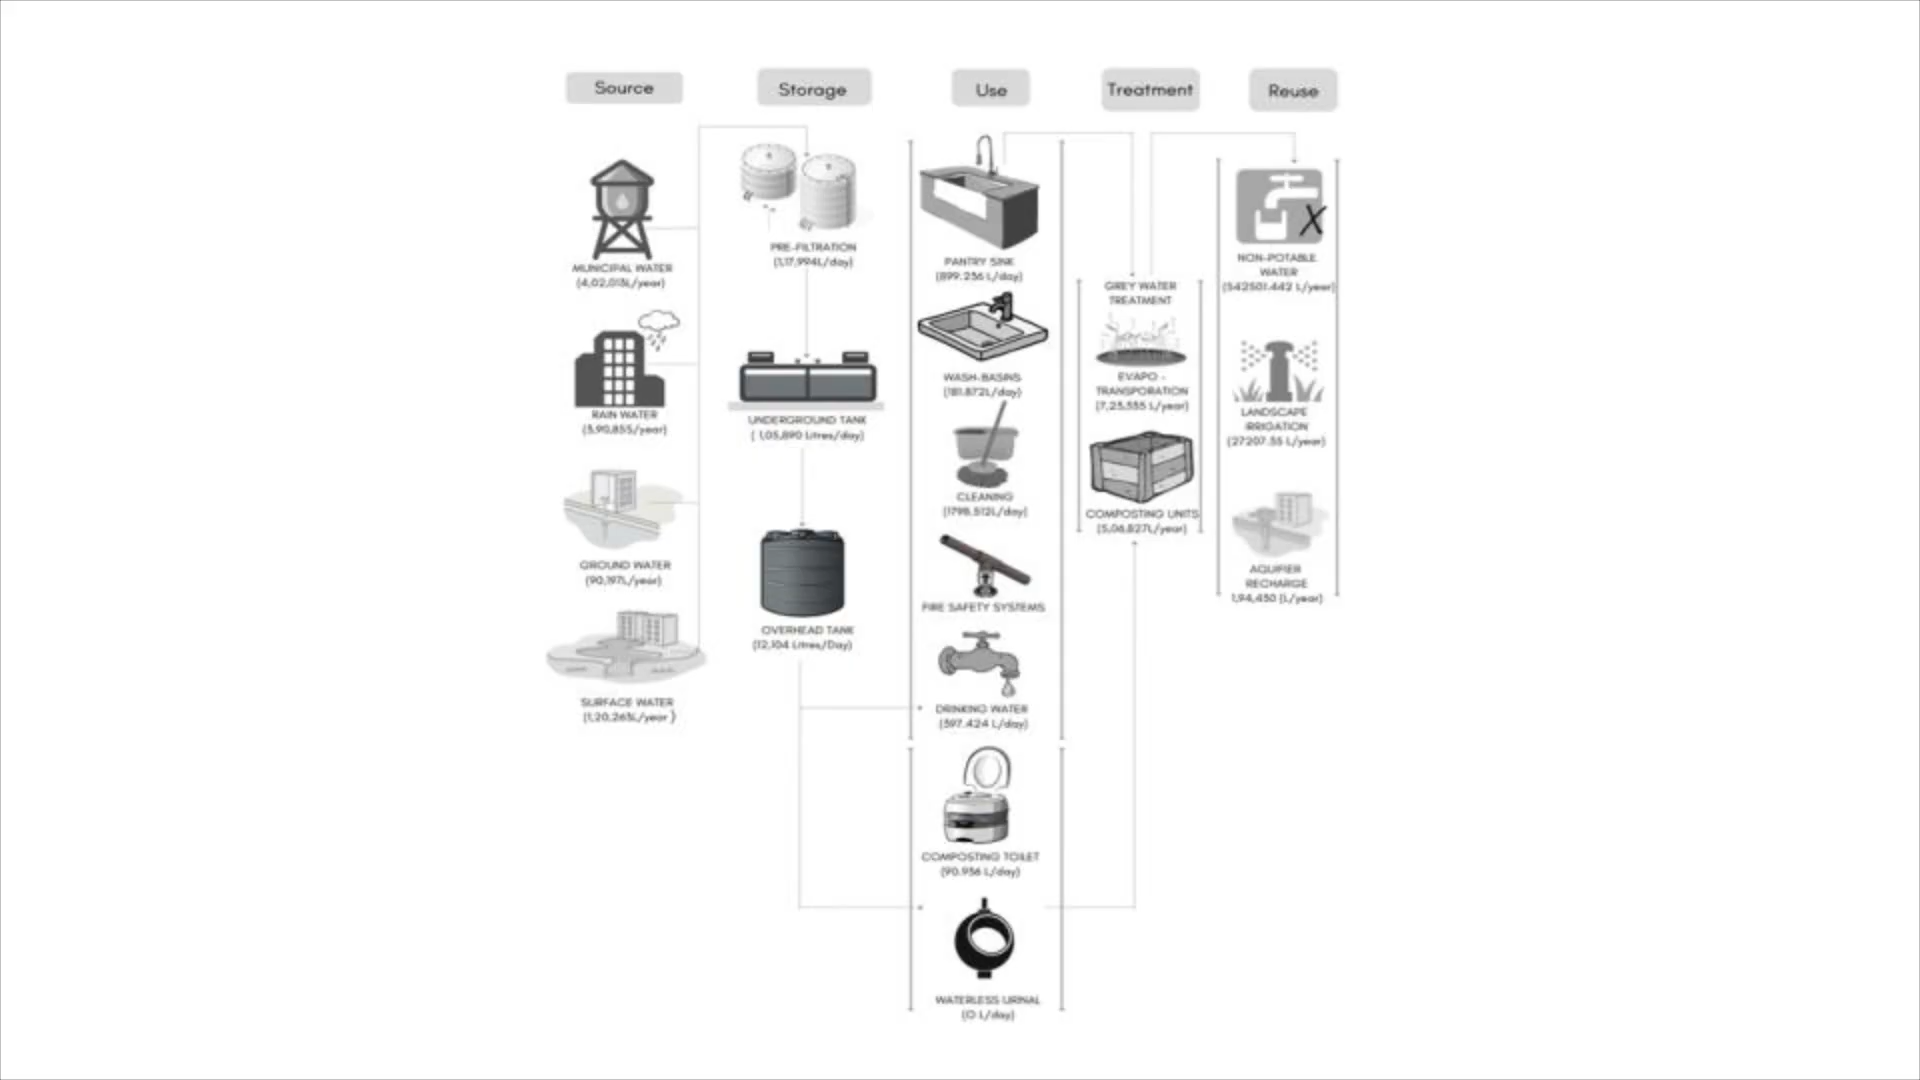 Source
Storage
Use
Treatment
Reuse
MUNICIPAL WATER
(4,02,013L/year)
RAIN WATER
(3,90,855/year)
GROUND WATER
(90,197L/year)
SURFACE WATER
(1,20,263L/year)
PRE-FILTRATION
(1,17,994L/day)
UNDERGROUND TANK
( 1,05,890 Litres/day)
OVERHEAD TANK
(12,104 Litres/Day)
PANTRY SINK
(899.256 L/day)
WASH-BASINS
(181.872L/day)
CLEANING
(1798.512L/day)
FIRE SAFETY SYSTEMS
DRINKING WATER
(597.424 L/day)
COMPOSTING TOILET
(90.936 L/day)
WATERLESS URINAL
(0 L/day)
GREY WATER
TREATMENT
EVAPO -
TRANSPORATION
(7,25,555 L/year)
COMPOSTING UNITS
(5,06,827L/year)
NON-POTABLE
WATER
(542501.442 L/year)
LANDSCAPE
IRRIGATION
(27207.55 L/year)
AQUIFIER
RECHARGE
1,94,450 (L/year)